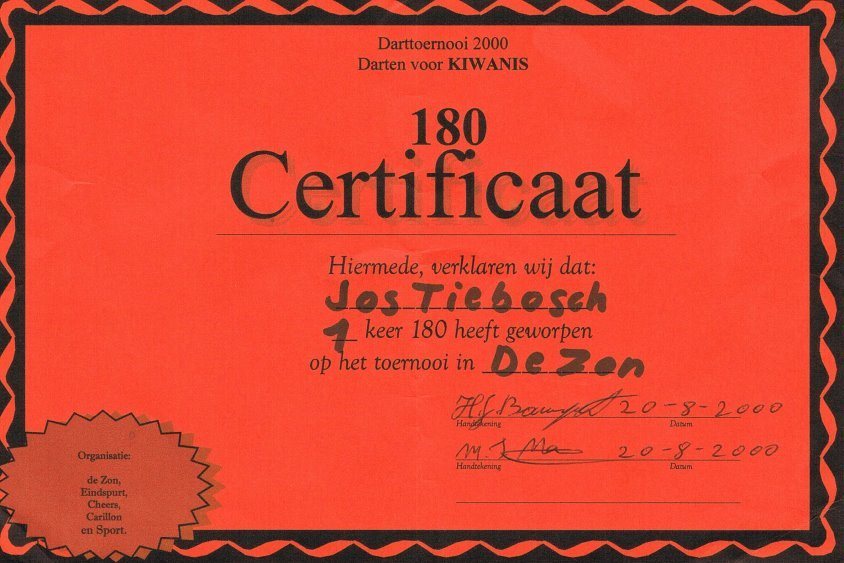 Darttoernooi 2000
Darten voor KIWANIS
180
Certificaat
Hiermede, verklaren wij dat:
Jos Tiebosch
1 keer 180 heeft geworpen
op het toernooi in De Zon
20-8-2000
Handtekening Datum
20-8-2000
Handtekening Datum
Organisatie:
de Zon,
Eindspurt,
Cheers,
Carillon
en Sport.